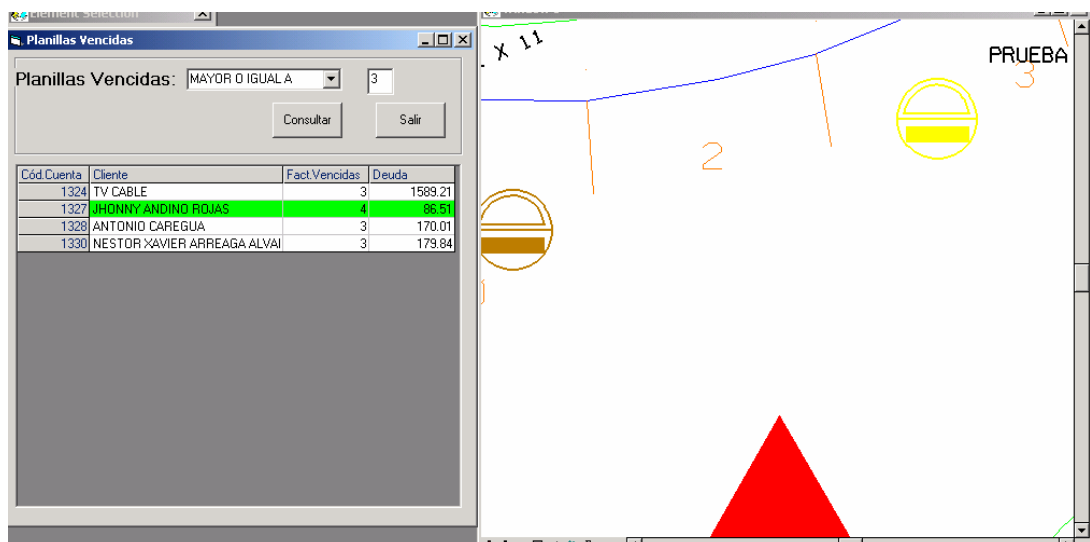 Element Selection
Planillas Vencidas
Planillas Vencidas: MAYOR O IGUAL A 3
Consultar Salir
Cód.Cuenta Cliente Fact.Vencidas Deuda
1324 TV CABLE 3 1589.21
1327 JHONNY ANDINO ROJAS 4 86.51
1328 ANTONIO CAREGUA 3 170.01
1330 NESTOR XAVIER ARREAGA ALVAI 3 179.84
X 11
PRUEBA
3
2